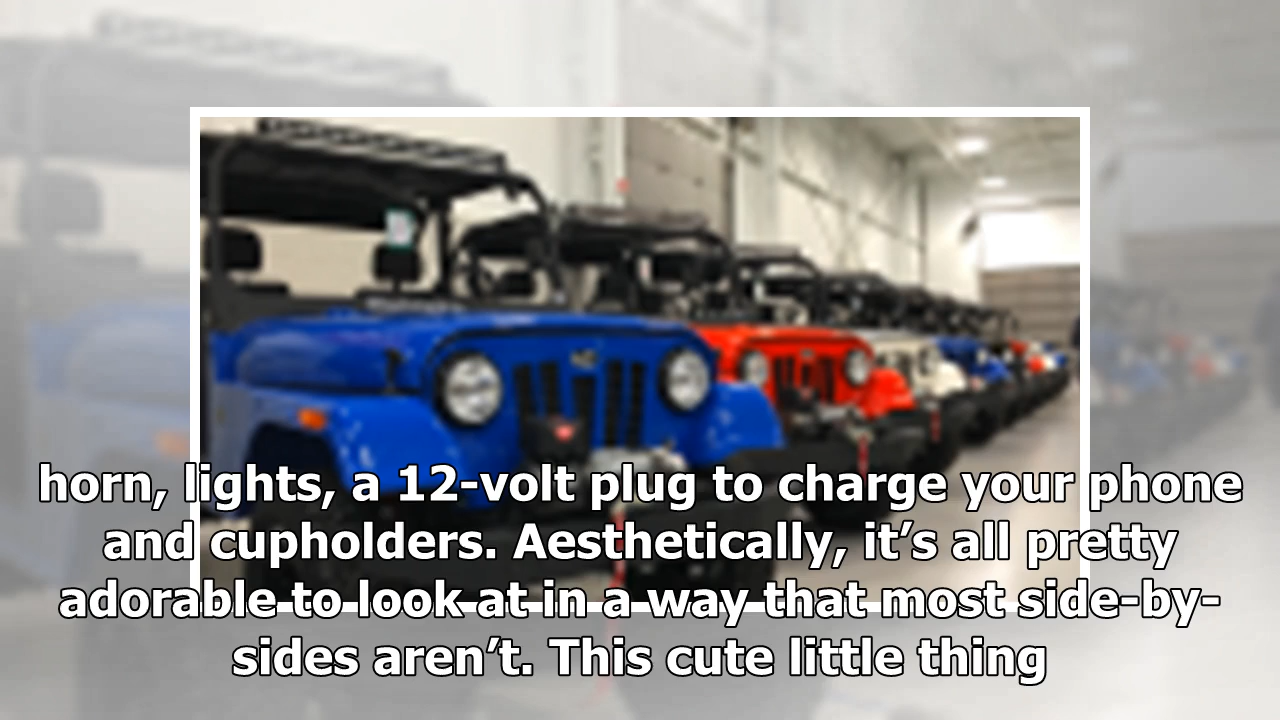 horn, lights, a 12-volt plug to charge your phone
and cupholders. Aesthetically, it’s all pretty
adorable to look at in a way that most side-by-
sides aren’t. This cute little thing